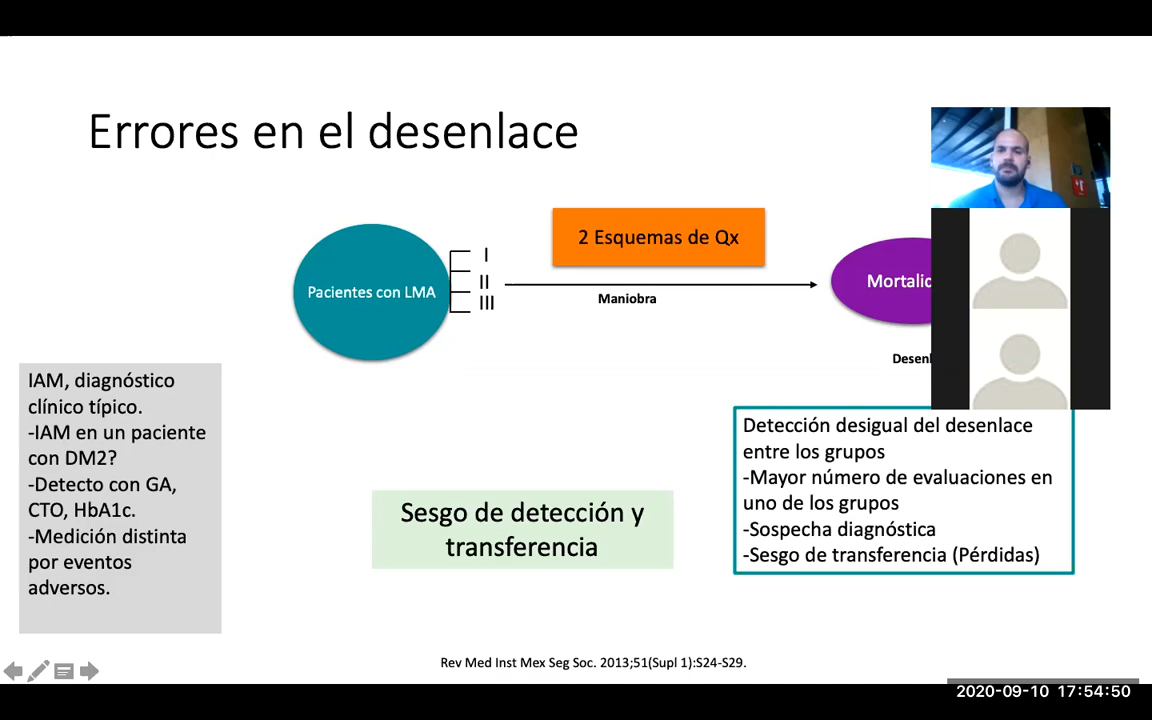 Errores en el desenlace
2 Esquemas de Qx
I
II
III
Pacientes con LMA
Maniobra
IAM, diagnóstico
clínico típico.
-IAM en un paciente
con DM2?
-Detecto con GA,
CTO, HbA1c.
-Medición distinta
por eventos
adversos.
Sesgo de detección y
transferencia
Detección desigual del desenlace
entre los grupos
-Mayor número de evaluaciones en
uno de los grupos
-Sospecha diagnóstica
-Sesgo de transferencia (Pérdidas)
Rev Med Inst Mex Seg Soc. 2013;51(Supl 1):S24-S29.
2020-09-10 17:54:50